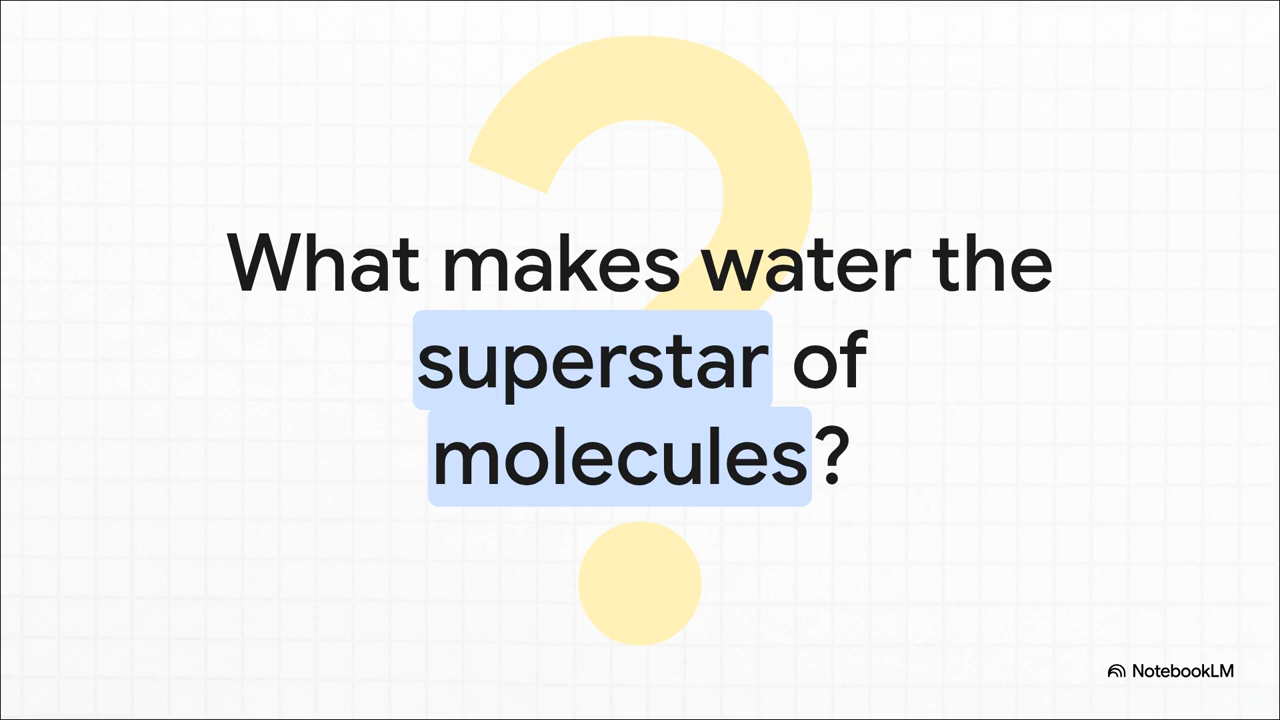 What makes water the
superstar of
molecules?
NotebookLM